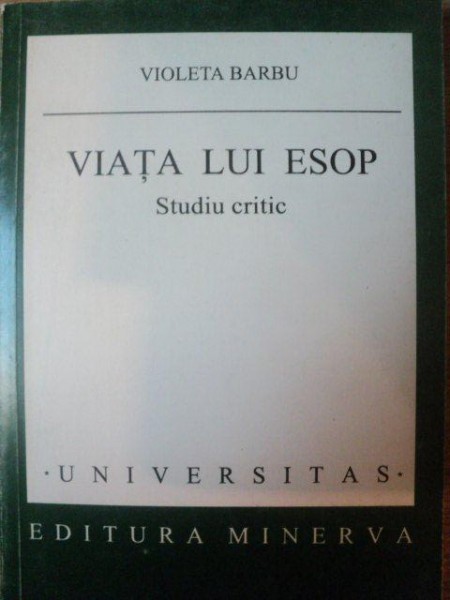 VIOLETA BARBU
VIAȚA LUI ESOP
Studiu critic
·UNIVERSITAS·
EDITURA MINERVA